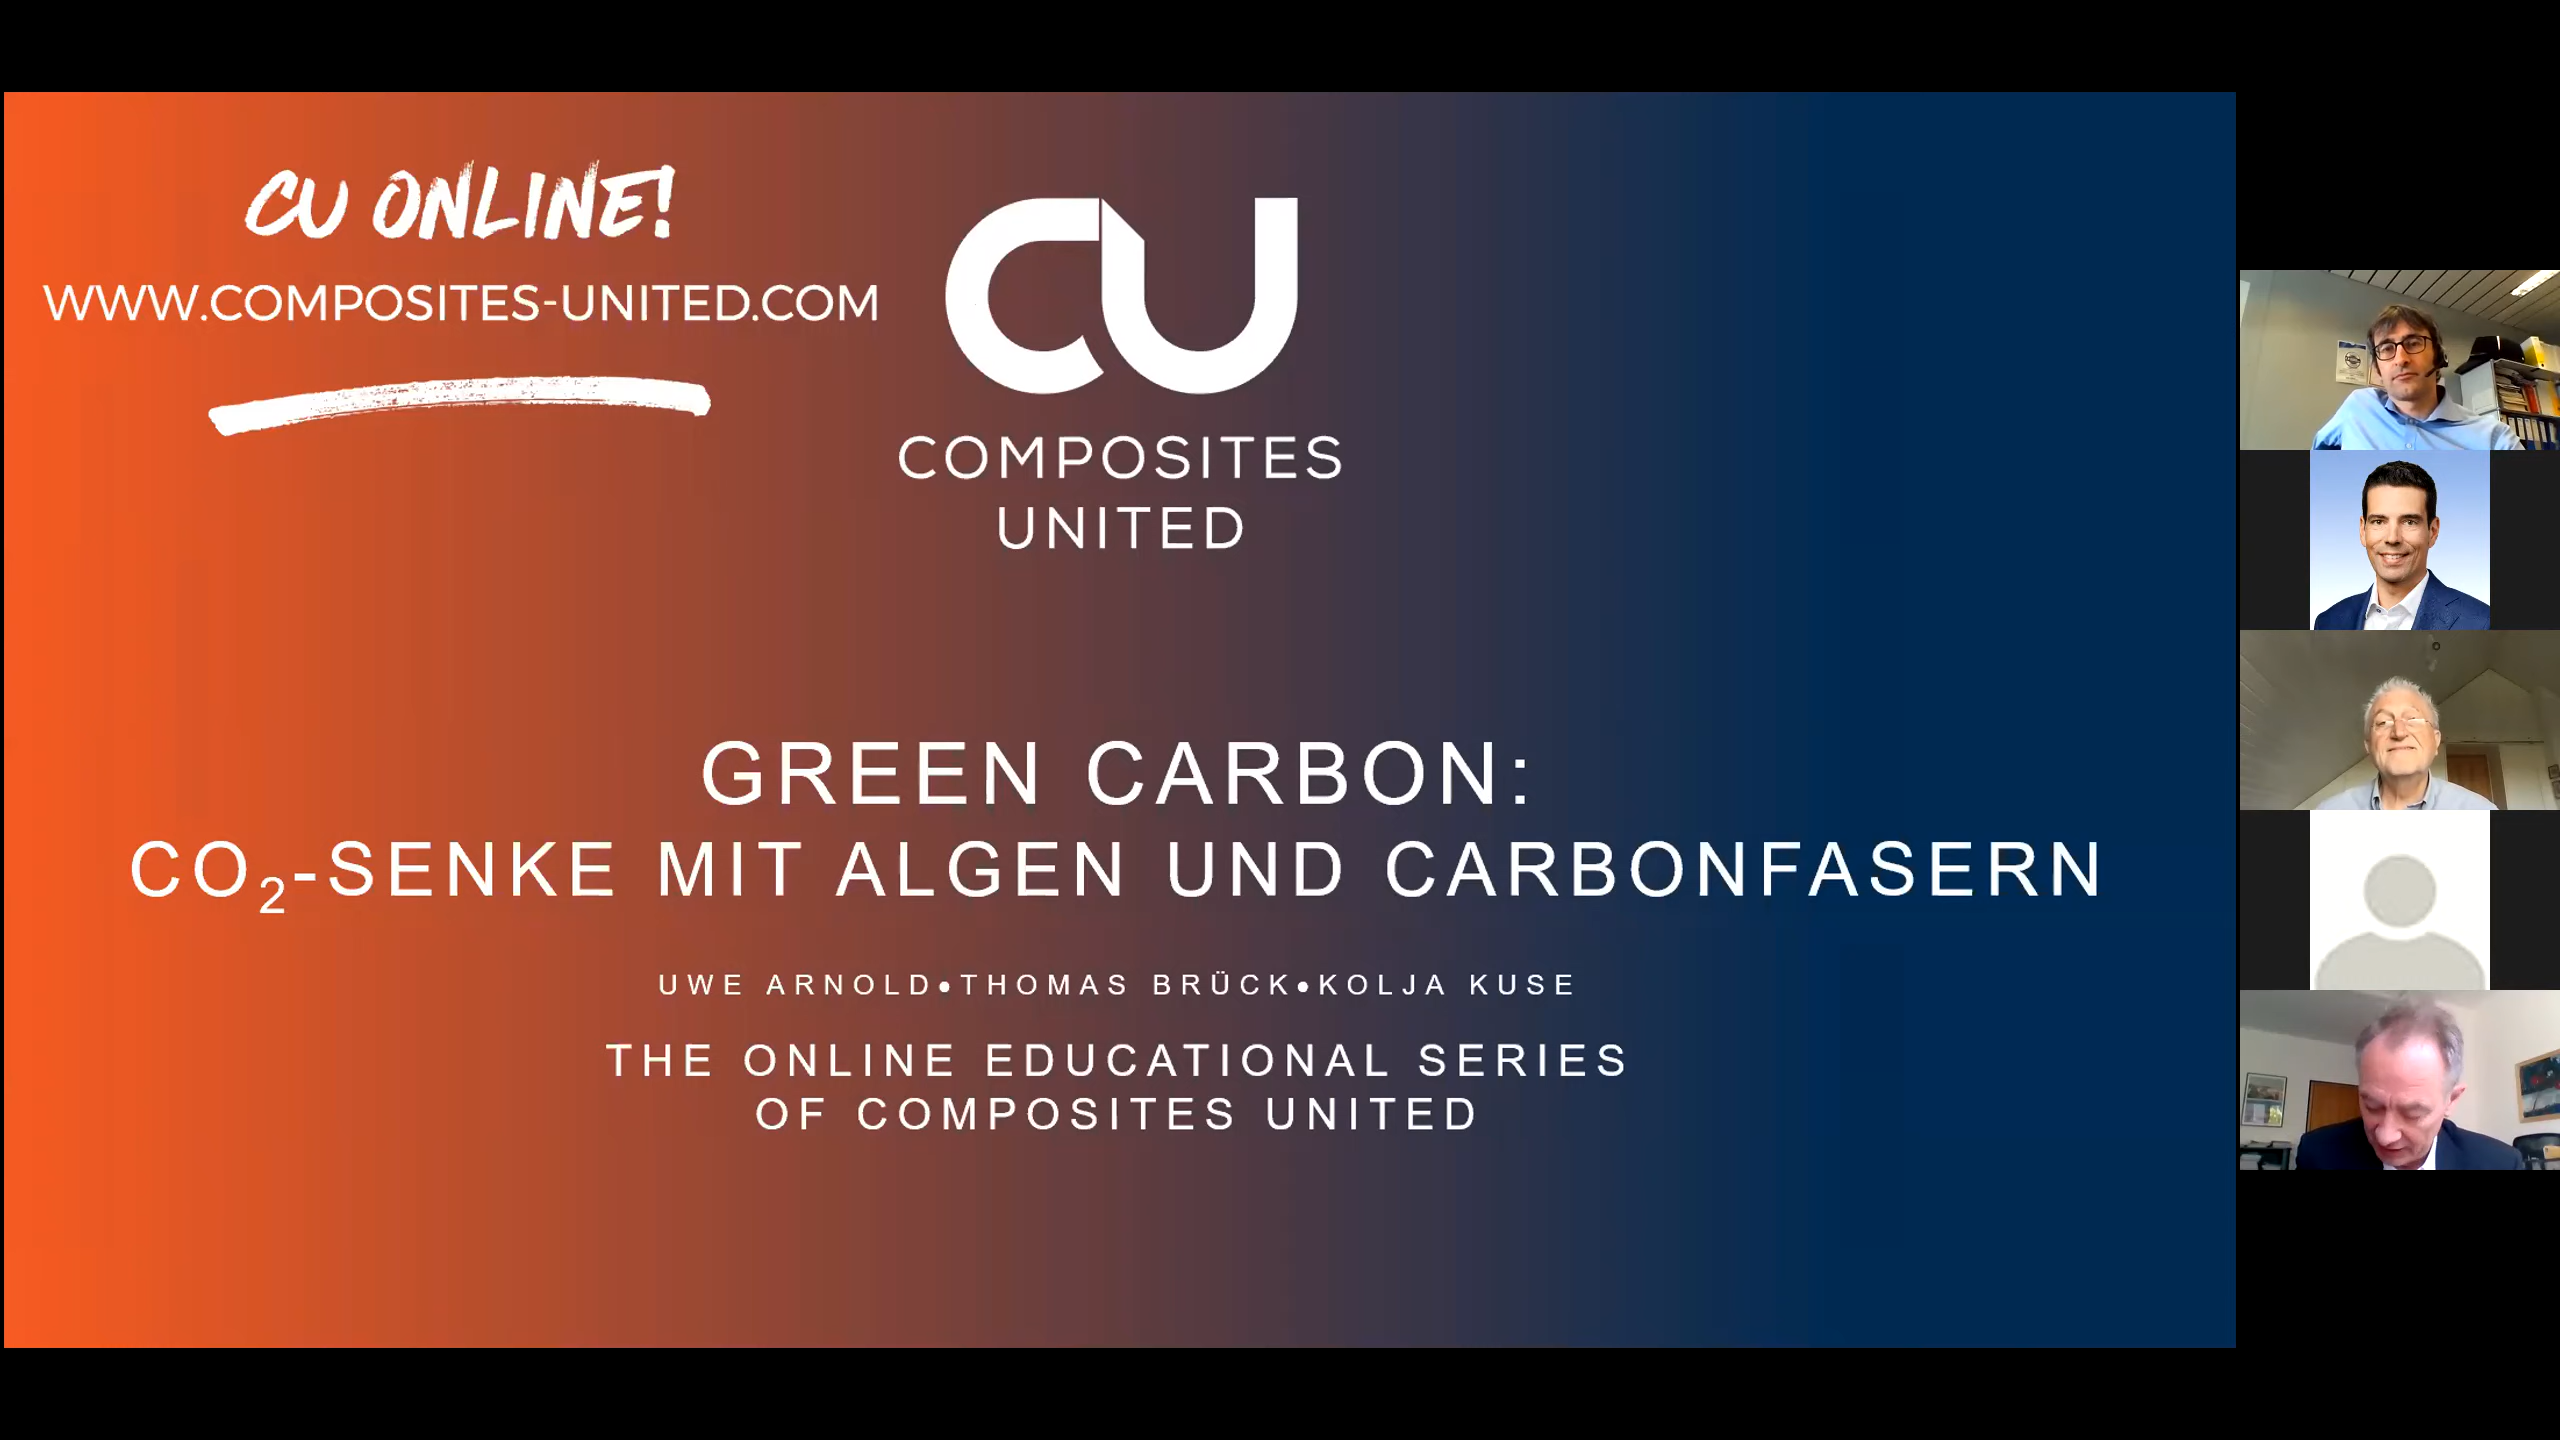 CU ONLINE!
WWW.COMPOSITES-UNITED.COM
CU
COMPOSITES
UNITED
GREEN CARBON:
CO₂-SENKE MIT ALGEN UND CARBONFASERN
UWE ARNOLD•THOMAS BRÜCK•KOLJA KUSE
THE ONLINE EDUCATIONAL SERIES
OF COMPOSITES UNITED